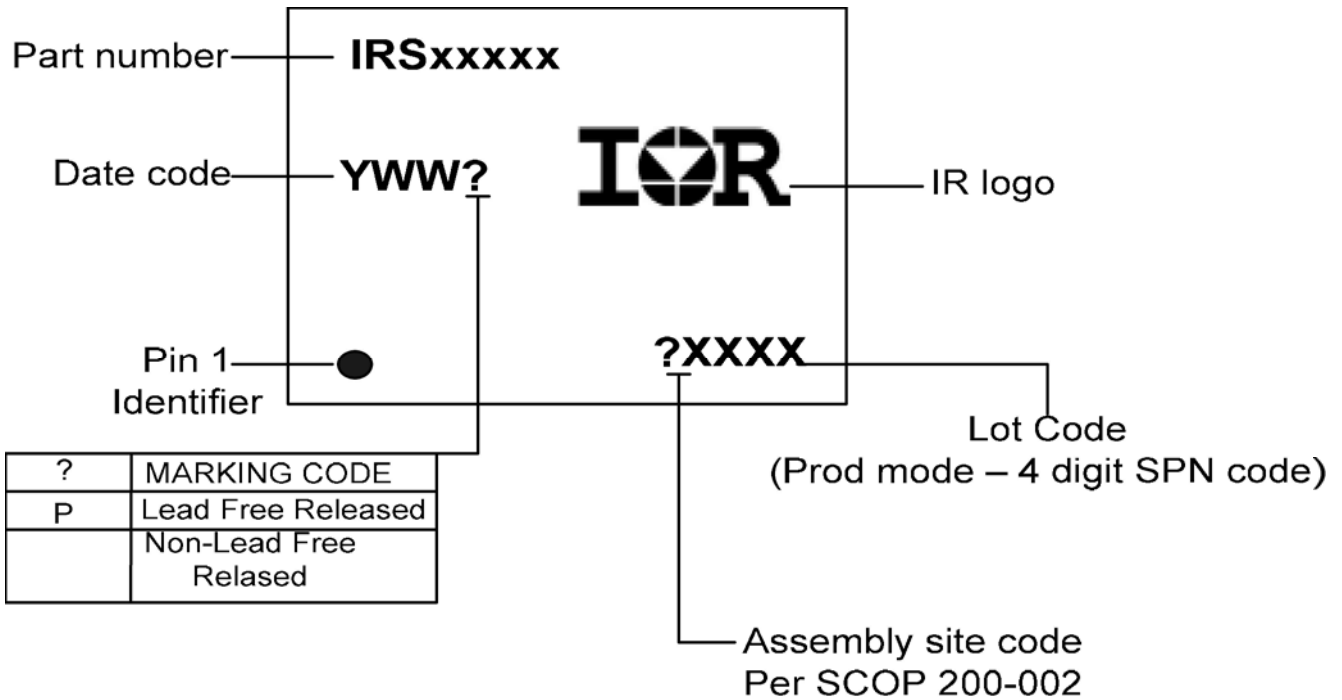 Part number
IRSxxxxx
Date code
YWW?
IOR
IR logo
Pin 1
Identifier
?XXXX
Lot Code
(Prod mode – 4 digit SPN code)
? MARKING CODE
P Lead Free Released
Non-Lead Free
Relased
Assembly site code
Per SCOP 200-002